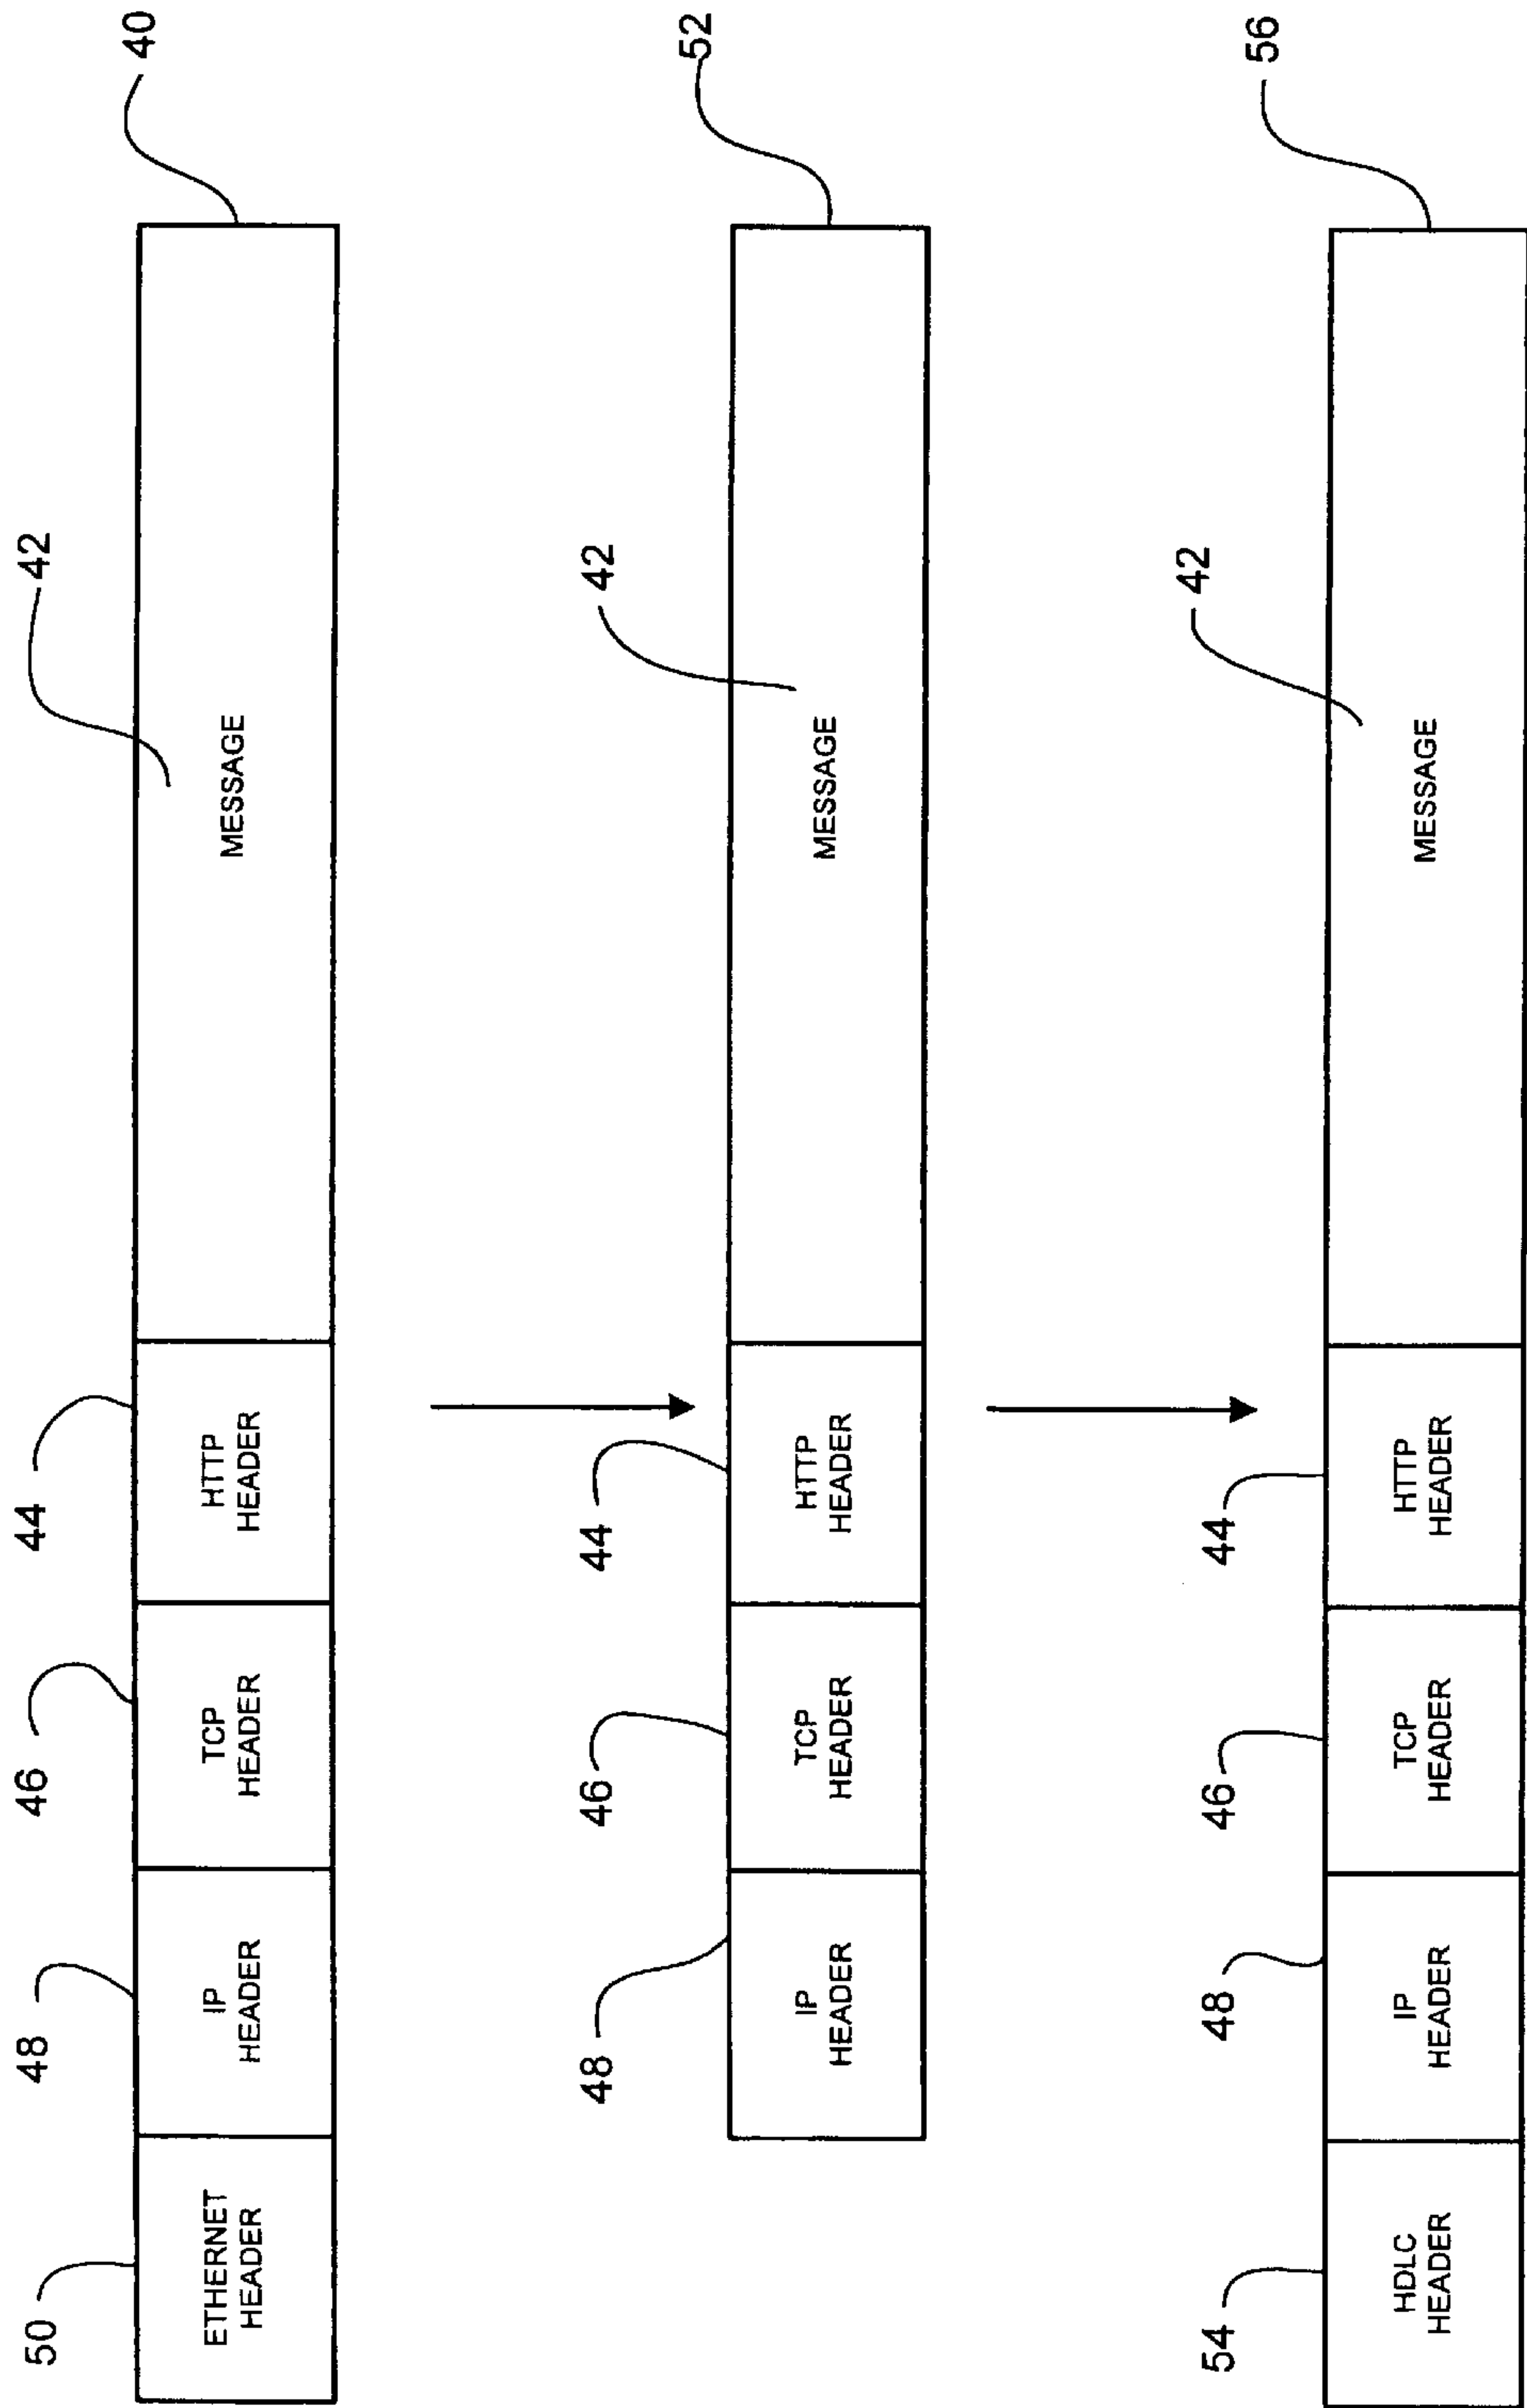 50
48
46
44
42
40
ETHERNET
HEADER
IP
HEADER
TCP
HEADER
HTTP
HEADER
MESSAGE
48
46
44
42
52
IP
HEADER
TCP
HEADER
HTTP
HEADER
MESSAGE
54
48
46
44
42
56
HDLC
HEADER
IP
HEADER
TCP
HEADER
HTTP
HEADER
MESSAGE